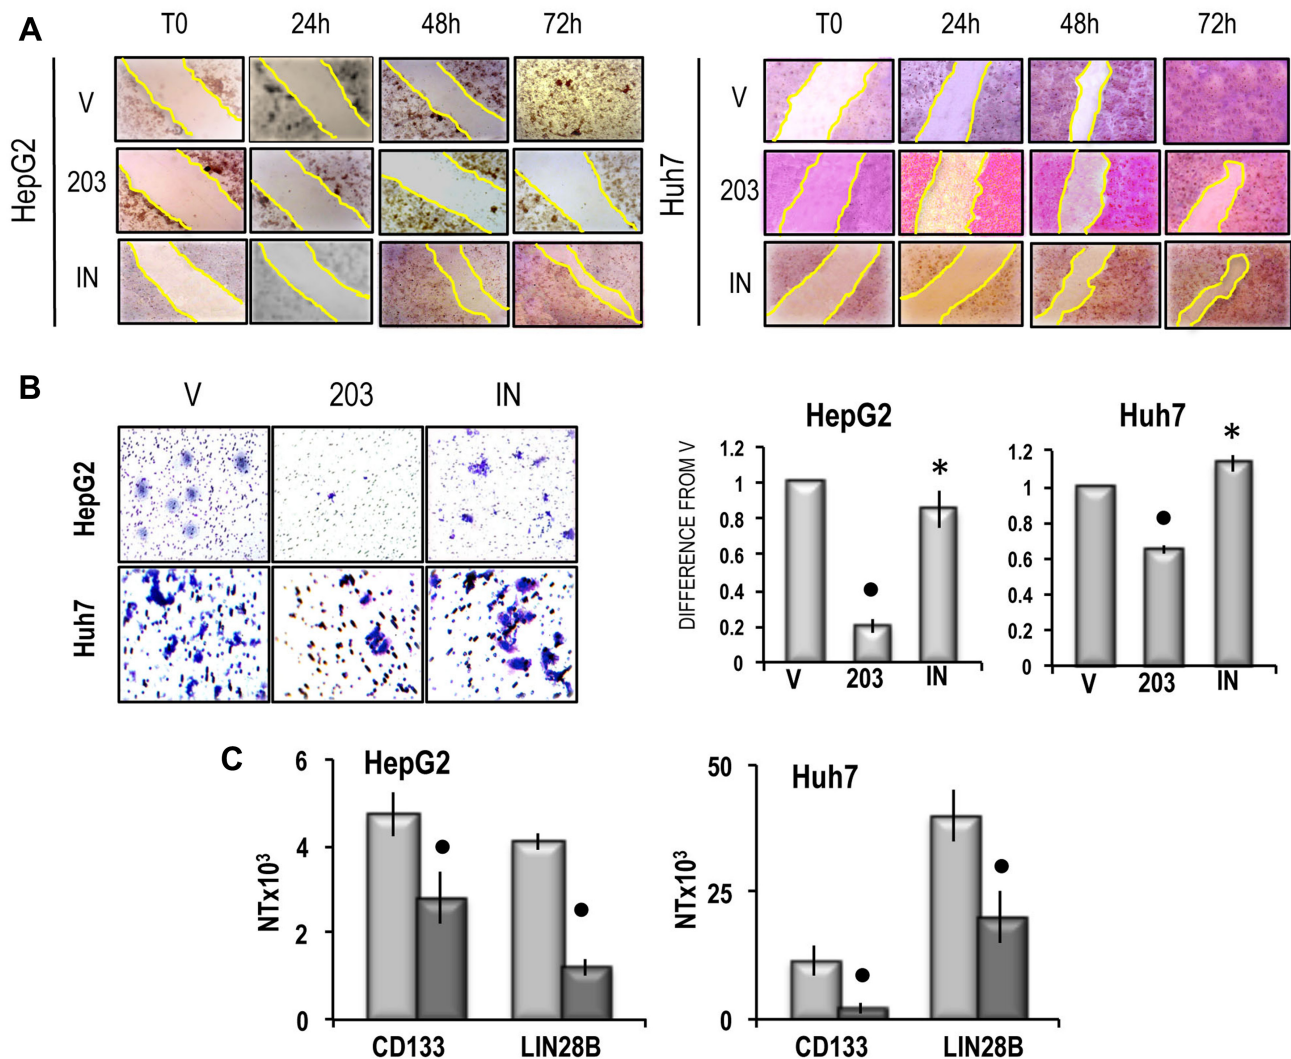 A
T0 24h 48h 72h
HepG2
V
203
IN
T0 24h 48h 72h
Huh7
V
203
IN
B
V 203 IN
HepG2
Huh7
HepG2
DIFFERENCE FROM V
1.2
1
0.8
0.6
0.4
0.2
0
●
*
V 203 IN
Huh7
1.2
1
0.8
0.6
0.4
0.2
0
●
*
V 203 IN
C
HepG2
NTx10³
6
4
2
0
●
●
CD133 LIN28B
Huh7
NTx10³
50
25
0
●
●
CD133 LIN28B